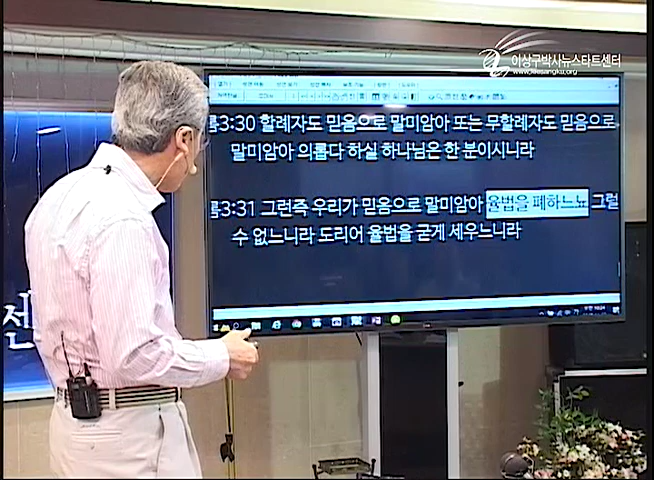 이상구박사뉴스타트센터
www.leesangku.org
롬3:30 할례자도 믿음으로 말미암아 또는 무할례자도 믿음으로
말미암아 의롭다 하실 하나님은 한 분이시니라
롬3:31 그런즉 우리가 믿음으로 말미암아 율법을 폐하느뇨 그럴
수 없느니라 도리어 율법을 굳게 세우느니라
전